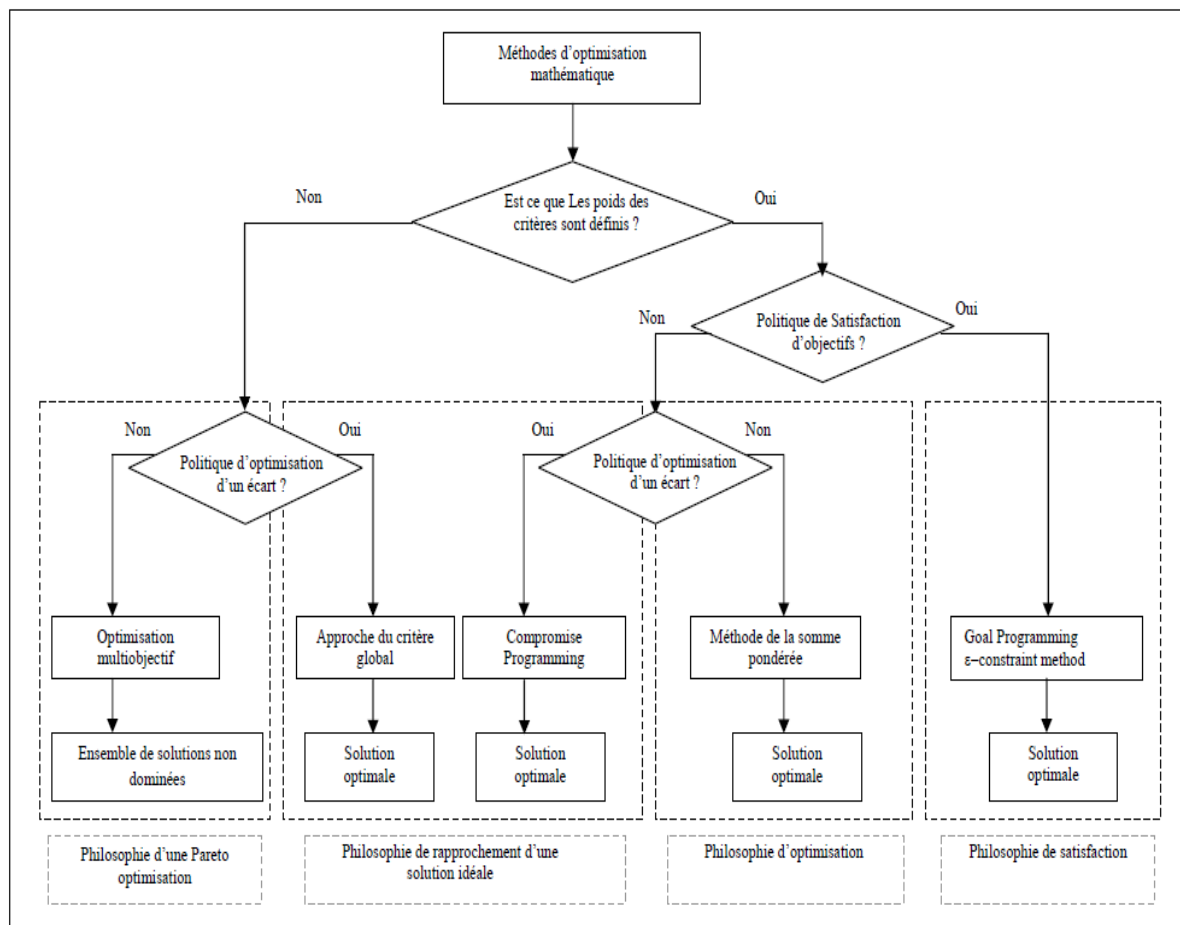 Méthodes d'optimisation
mathématique
Non
Est ce que Les poids des
critères sont définis ?
Oui
Non
Politique de Satisfaction
d'objectifs ?
Oui
Non
Politique d'optimisation
d'un écart ?
Oui
Oui
Politique d'optimisation
d'un écart ?
Non
Optimisation
multiobjectif
Approche du critère
global
Compromise
Programming
Méthode de la somme
pondérée
Goal Programming
ε–constraint method
Ensemble de solutions non
dominées
Solution
optimale
Solution
optimale
Solution
optimale
Solution
optimale
Philosophie d'une Pareto
optimisation
Philosophie de rapprochement d'une
solution idéale
Philosophie d'optimisation
Philosophie de satisfaction